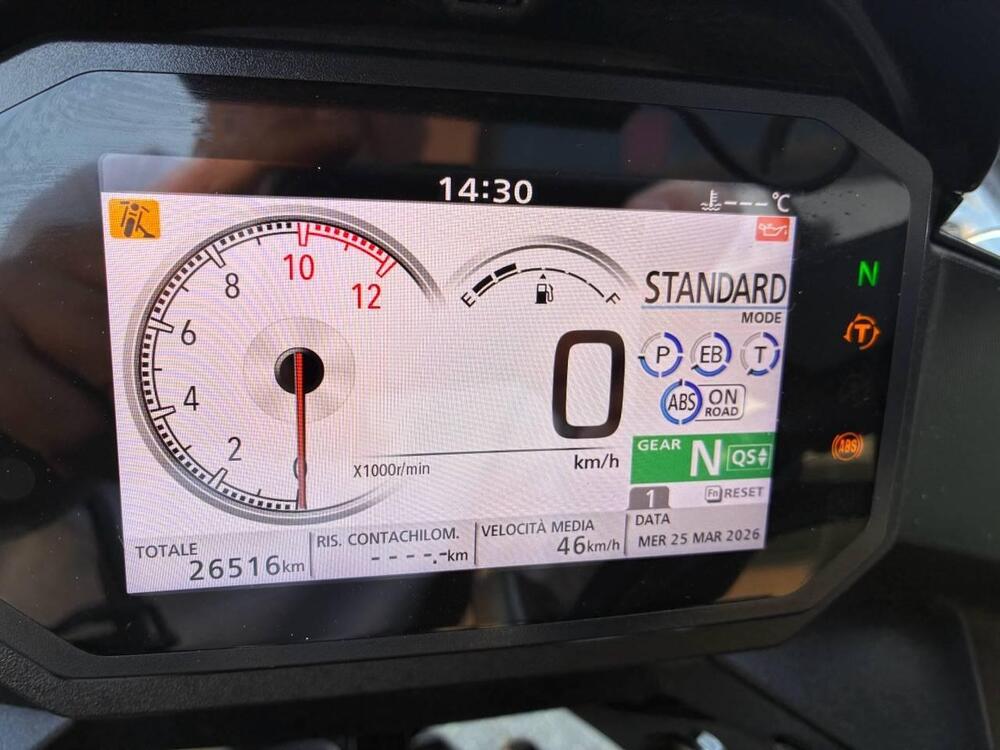 14:30
---°C
8
10
12
6
4
2
0
X1000r/min
E
F
0
km/h
STANDARD
MODE
P
EB
T
ABS
ON
ROAD
GEAR
N
QS
1
Fn RESET
TOTALE
26516km
RIS. CONTACHILOM.
----.-km
VELOCITÀ MEDIA
46km/h
DATA
MER 25 MAR 2026
N
T
ABS